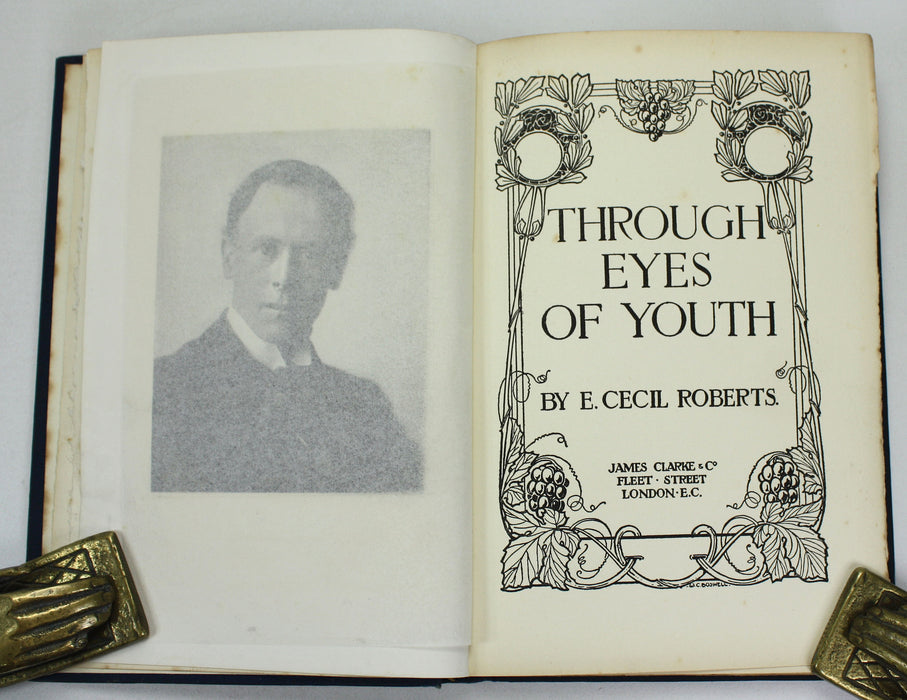 THROUGH
EYES
OF YOUTH
BY E. CECIL ROBERTS.
JAMES CLARKE & Cº
FLEET · STREET
LONDON · E.C.